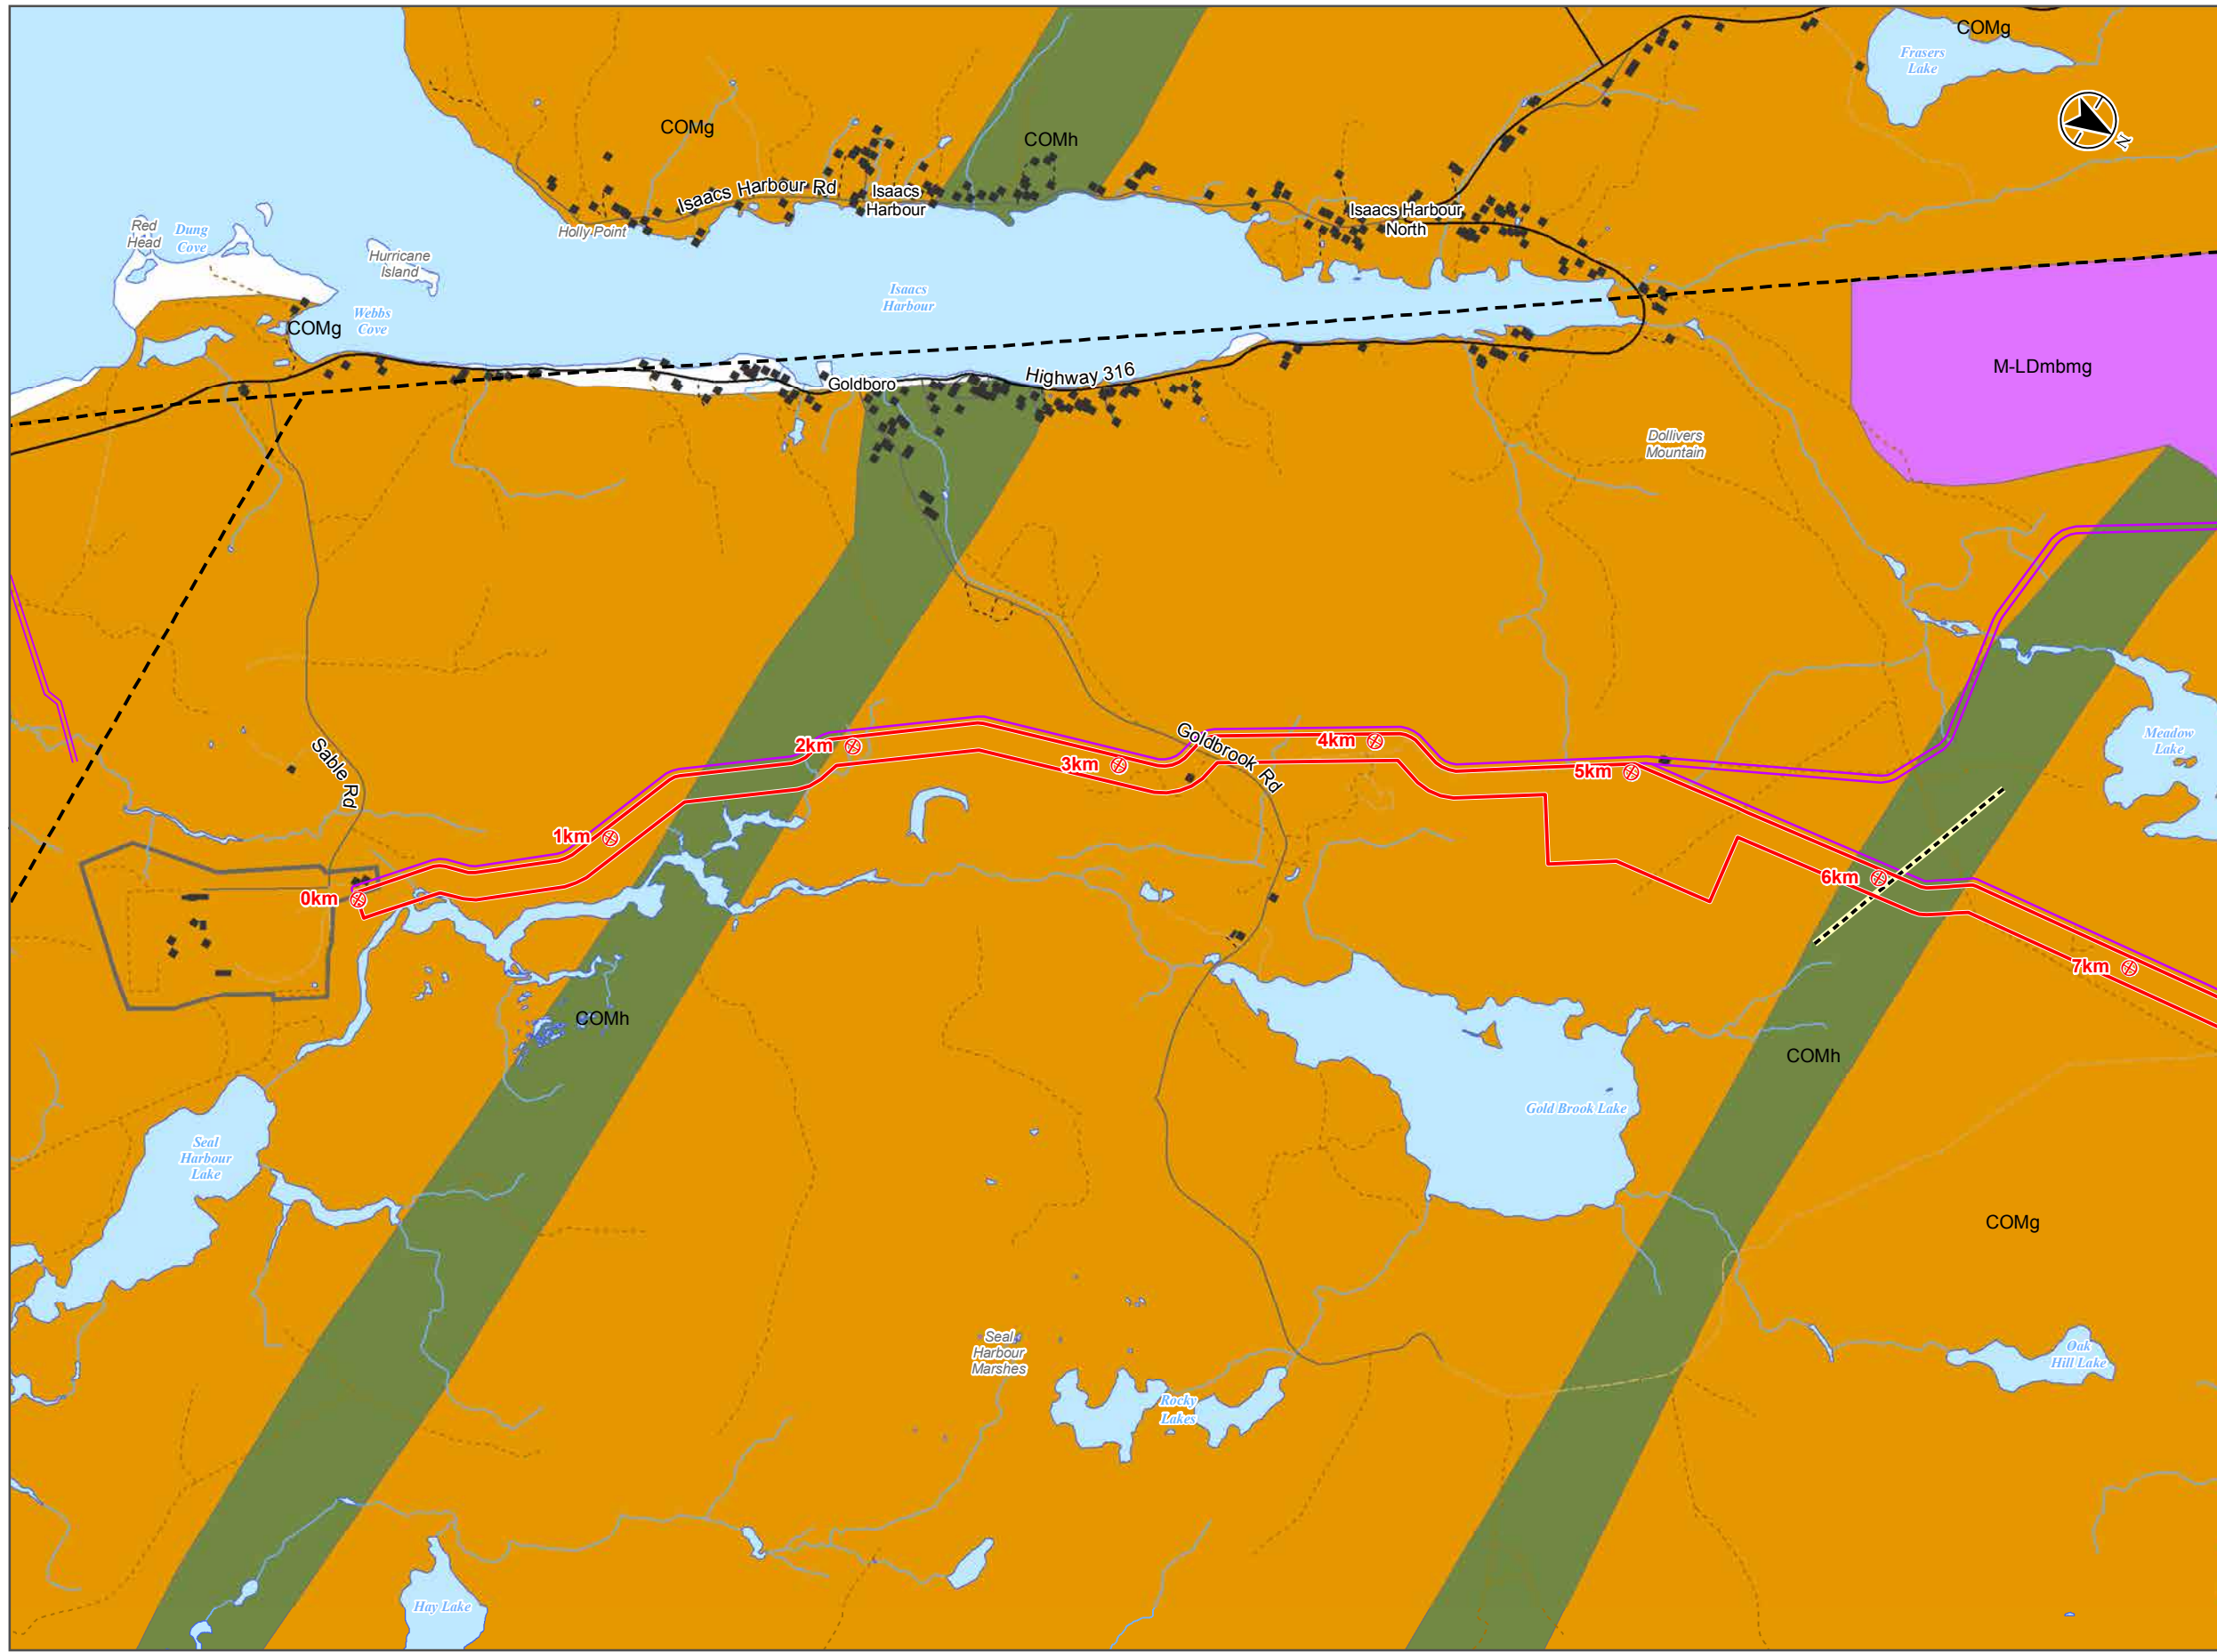 COMg
Frasers
Lake
COMg
COMh
N
Isaacs Harbour Rd
Isaacs
Harbour
Isaacs Harbour
North
Holly Point
Red
Head
Dung
Cove
Hurricane
Island
Isaacs
Harbour
Webbs
Cove
COMg
Goldboro
Highway 316
M-LDmbmg
Dollivers
Mountain
Meadow
Lake
Sable Rd
Goldbrook Rd
2km
3km
4km
5km
1km
6km
0km
7km
COMh
COMh
Gold Brook Lake
Seal
Harbour
Lake
COMg
Seal
Harbour
Marshes
Oak
Hill Lake
Rocky
Lakes
Hay Lake